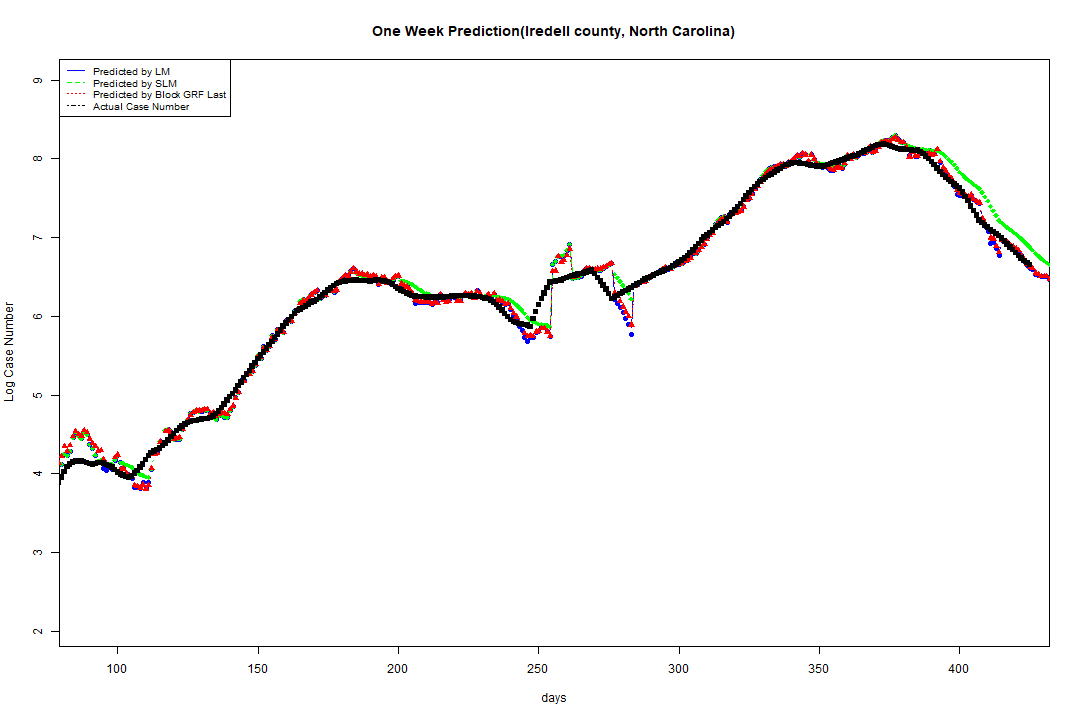 One Week Prediction(Iredell county, North Carolina)
Predicted by LM
Predicted by SLM
Predicted by Block GRF Last
Actual Case Number
9
8
7
6
5
4
3
2
Log Case Number
100 150 200 250 300 350 400
days